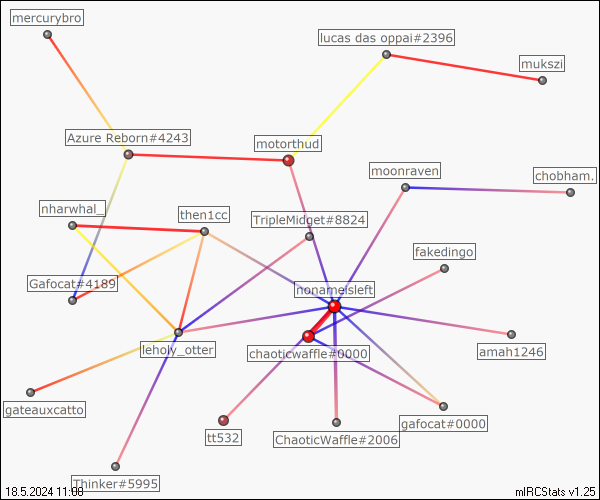 mercurybro
lucas das oppai#2396
mukszi
Azure Reborn#4243
motorthud
moonraven
chobham.
nharwhal_
then1cc
TripleMidget#8824
fakedingo
Gafocat#4189
nonameisleft
leholy_otter
chaoticwaffle#0000
amah1246
gateauxcatto
tt532
ChaoticWaffle#2006
gafocat#0000
Thinker#5995
18.5.2024 11:08
mIRCStats v1.25